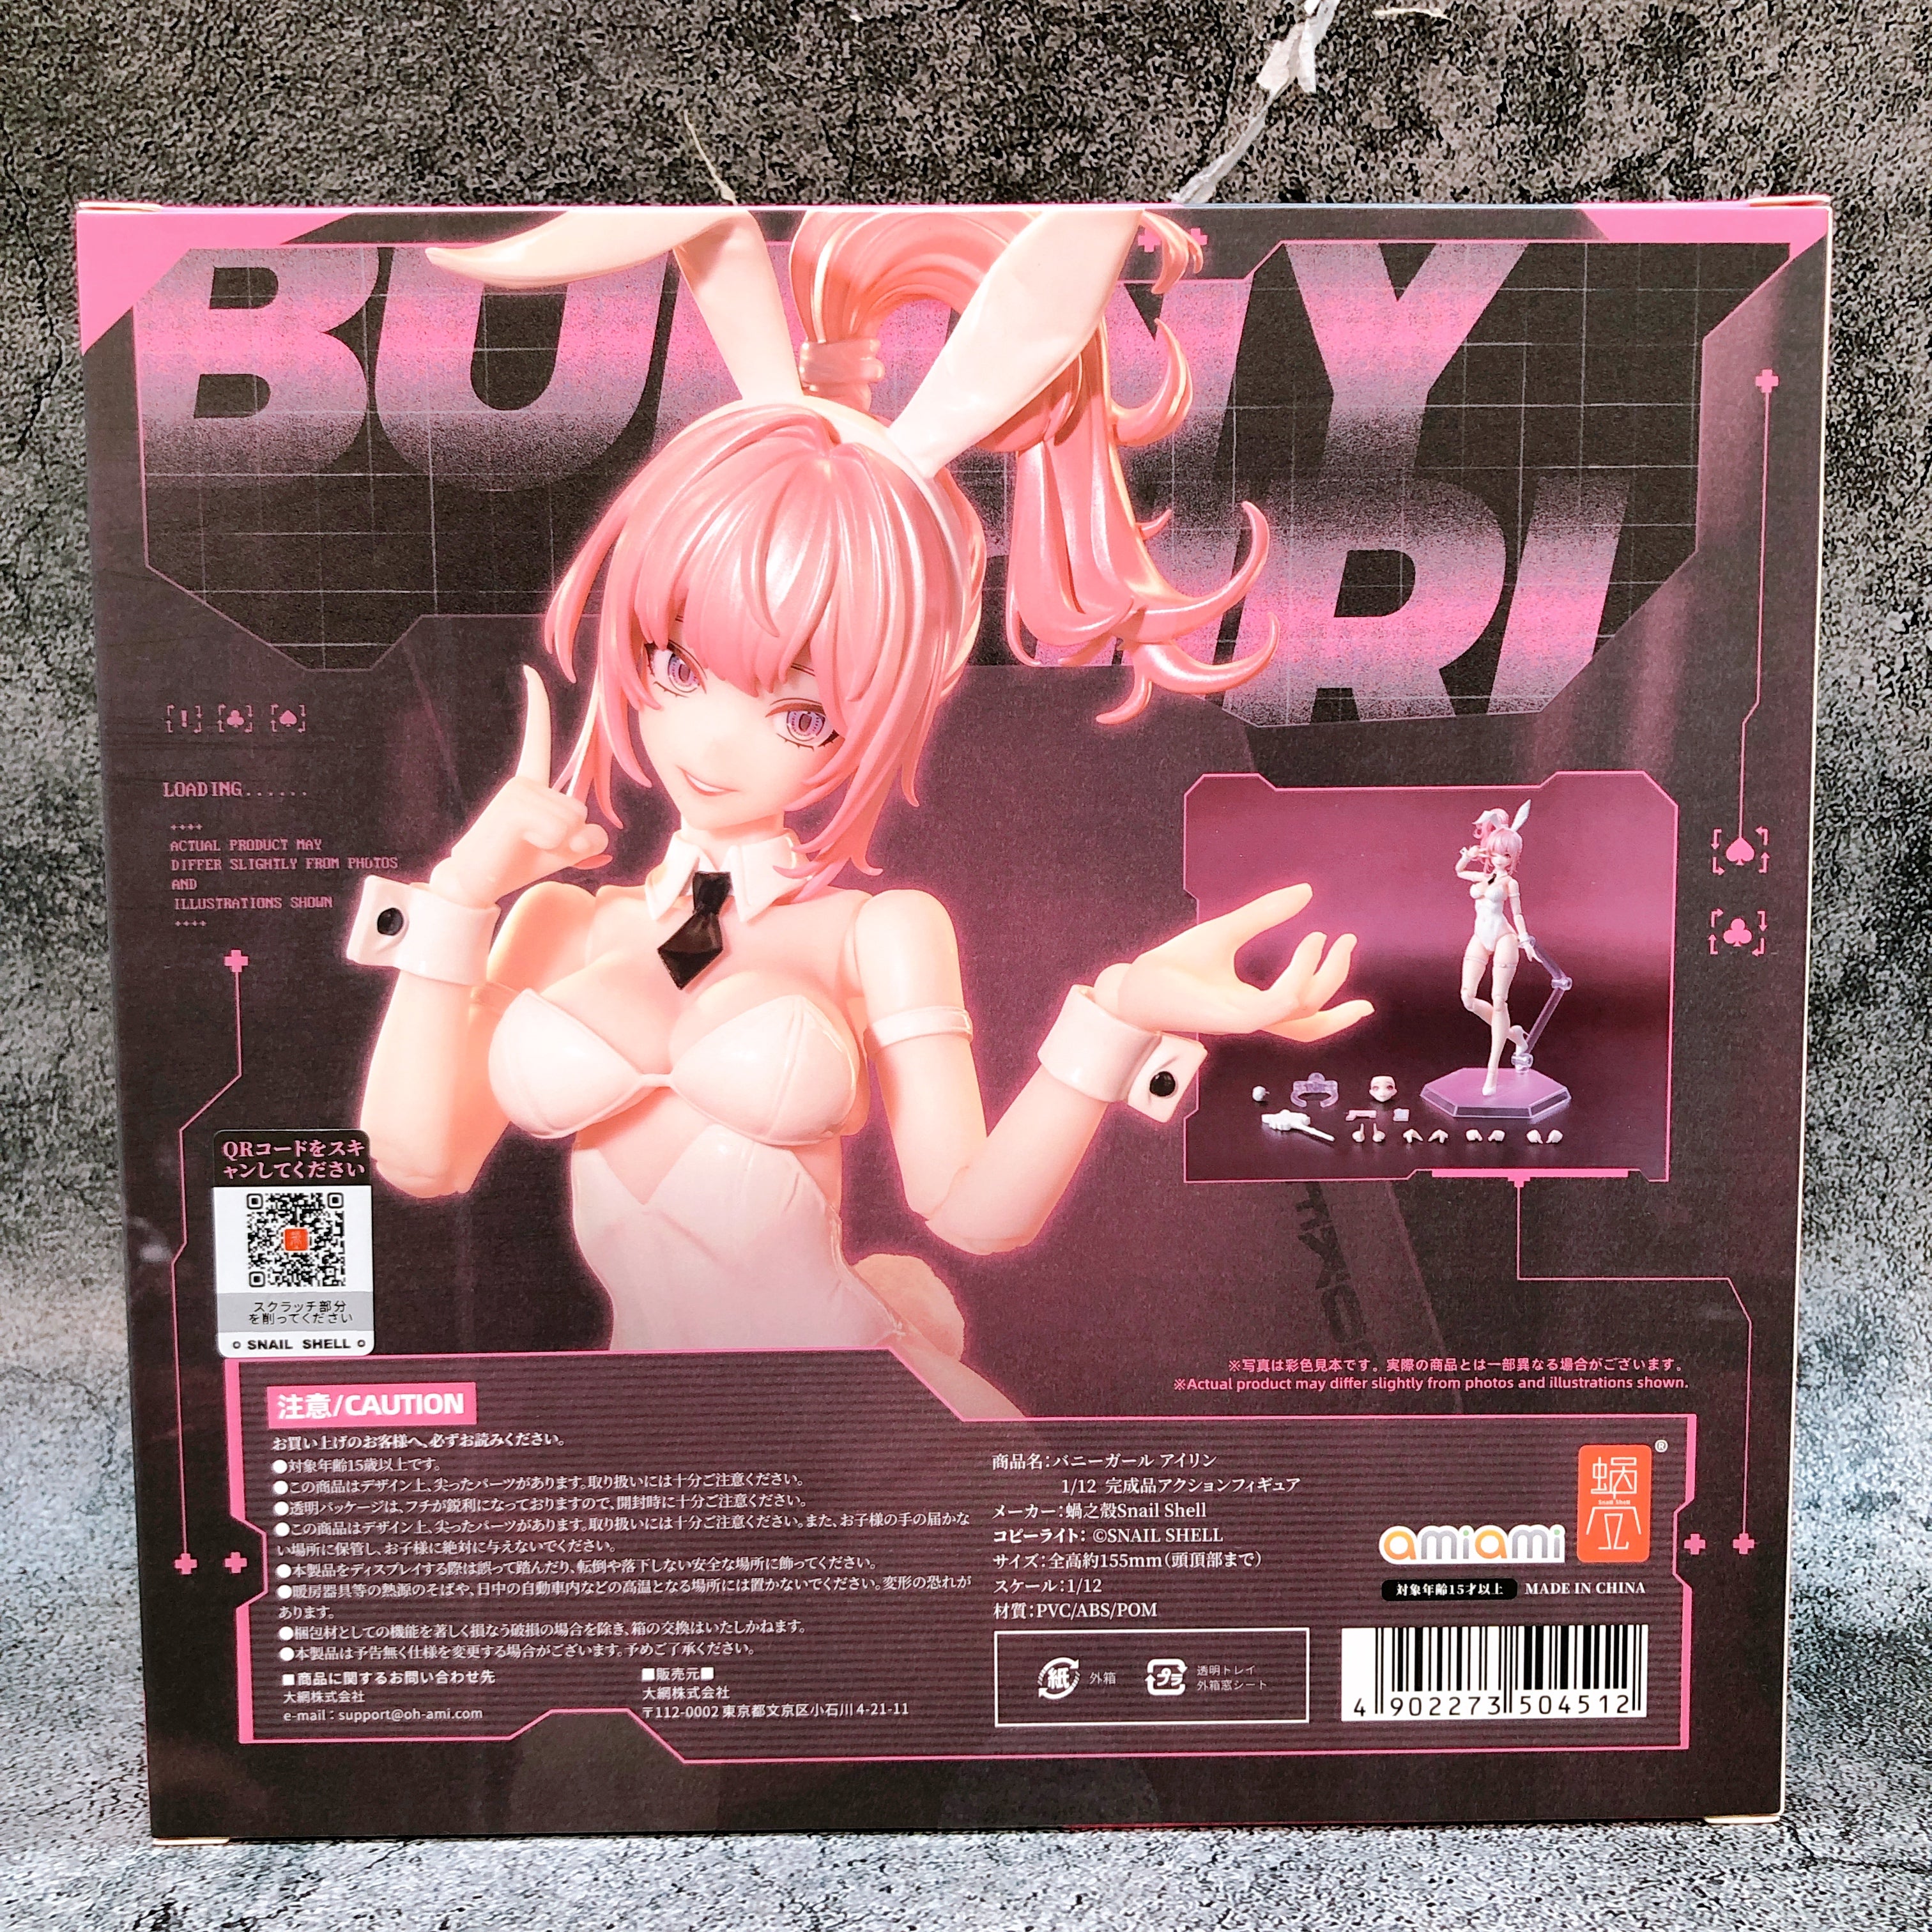 BUNNY
GIRL
LOADING......
++++
ACTUAL PRODUCT MAY
DIFFER SLIGHTLY FROM PHOTOS
AND
ILLUSTRATIONS SHOWN
++++
QRコードをスキ
ャンしてください
スクラッチ部分
を削ってください
SNAIL SHELL
※写真は彩色見本です。実際の商品とは一部異なる場合がございます。
※Actual product may differ slightly from photos and illustrations shown.
注意/CAUTION
お買い上げのお客様へ、必ずお読みください。
●対象年齢15歳以上です。
●この商品はデザイン上、尖ったパーツがあります。取り扱いには十分ご注意ください。
●透明パッケージは、フチが鋭利になっておりますので、開封時に十分ご注意ください。
●この商品はデザイン上、尖ったパーツがあります。取り扱いには十分ご注意ください。また、お子様の手の届かな
い場所に保管し、お子様に絶対に与えないでください。
●本製品をディスプレイする際は誤って踏んだり、転倒や落下しない安全な場所に飾ってください。
●暖房器具等の熱源のそばや、日中の自動車内などの高温となる場所には置かないでください。変形の恐れが
あります。
●梱包材としての機能を著しく損なう破損の場合を除き、箱の交換はいたしかねます。
●本製品は予告無く仕様を変更する場合がございます。予めご了承ください。
■商品に関するお問い合わせ先
大網株式会社
e-mail：support@oh-ami.com
■販売元■
大網株式会社
〒112-0002 東京都文京区小石川 4-21-11
商品名：バニーガール アイリン
1/12 完成品アクションフィギュア
メーカー：蝸之殻Snail Shell
コピーライト： ©SNAIL SHELL
サイズ：全高約155mm（頭頂部まで）
スケール：1/12
材質：PVC/ABS/POM
紙 外箱
プラ 透明トレイ
外箱窓シート
amiami
蝸
Snail Shell
®
対象年齢15才以上 MADE IN CHINA
4 902273 504512